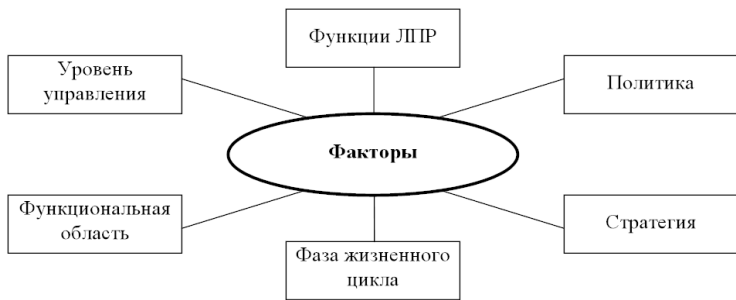 Функции ЛПР
Уровень
управления
Политика
Факторы
Функциональная
область
Стратегия
Фаза жизненного
цикла